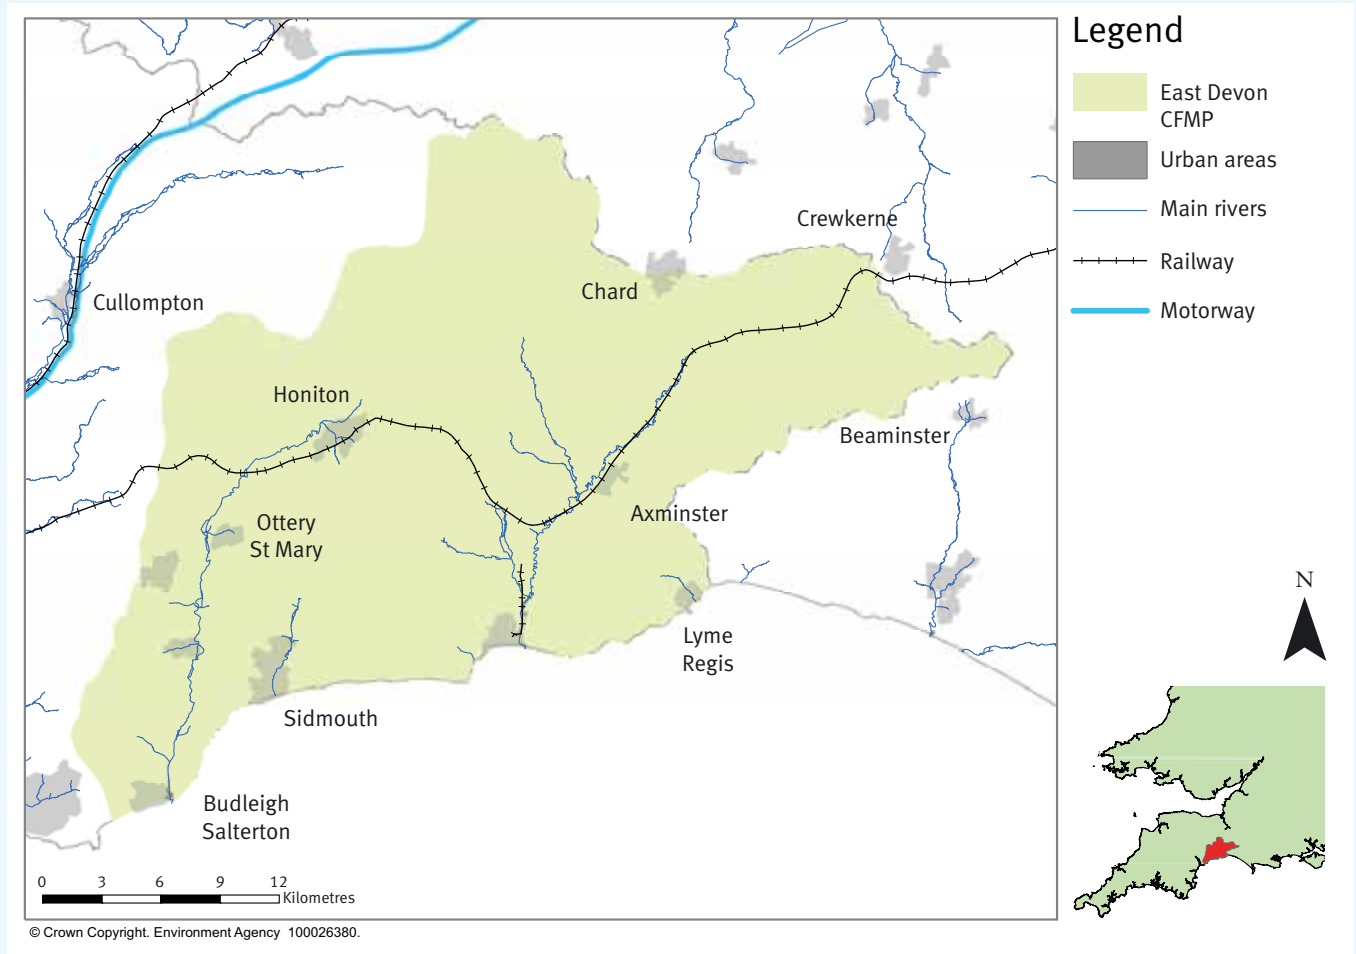 Legend
East Devon
CFMP
Urban areas
Main rivers
Railway
Motorway
Crewkerne
Chard
Cullompton
Honiton
Beaminster
Axminster
Ottery
St Mary
Lyme
Regis
Sidmouth
Budleigh
Salterton
N
0 3 6 9 12
Kilometres
© Crown Copyright. Environment Agency 100026380.